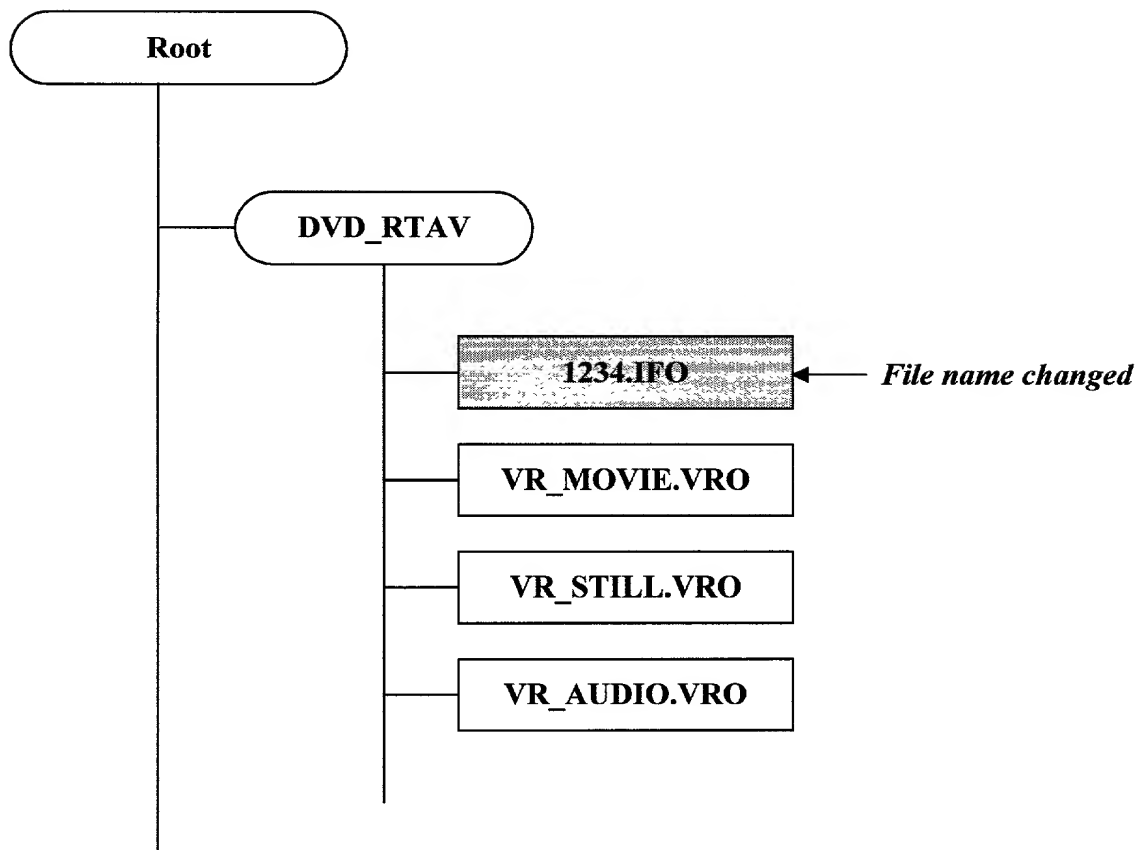 Root
DVD_RTAV
1234.IFO
File name changed
VR_MOVIE.VRO
VR_STILL.VRO
VR_AUDIO.VRO